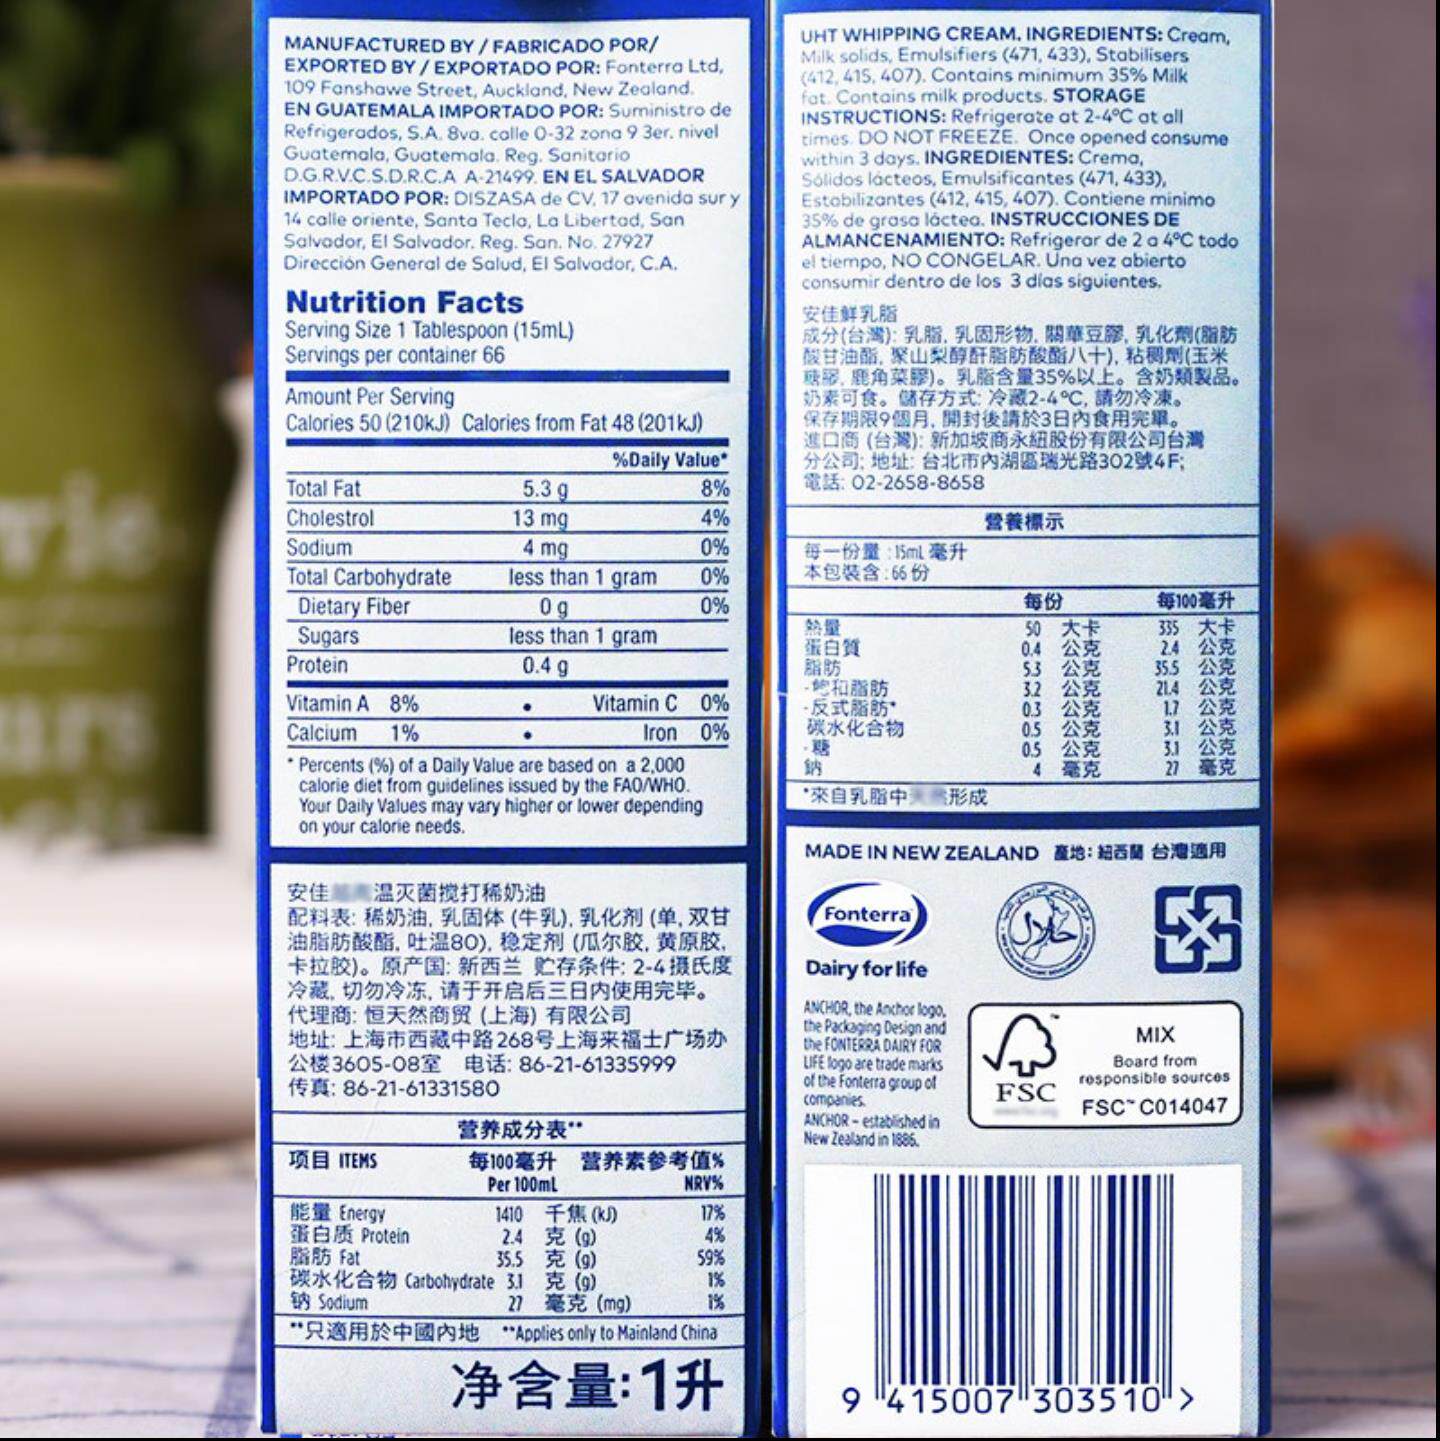 MANUFACTURED BY / FABRICADO POR/
EXPORTED BY / EXPORTADO POR: Fonterra Ltd,
109 Fanshawe Street, Auckland, New Zealand.
EN GUATEMALA IMPORTADO POR: Suministro de
Refrigerados, S.A. 8va. calle 0-32 zona 9 3er. nivel
Guatemala, Guatemala. Reg. Sanitario
D.G.R.V.C.S.D.R.C.A A-21499. EN EL SALVADOR
IMPORTADO POR: DISZASA de CV, 17 avenida sur y
14 calle oriente, Santa Tecla, La Libertad, San
Salvador, El Salvador. Reg. San. No. 27927
Dirección General de Salud, El Salvador, C.A.
Nutrition Facts
Serving Size 1 Tablespoon (15mL)
Servings per container 66
Amount Per Serving
Calories 50 (210kJ) Calories from Fat 48 (201kJ)
%Daily Value*
Total Fat 5.3 g 8%
Cholestrol 13 mg 4%
Sodium 4 mg 0%
Total Carbohydrate less than 1 gram 0%
Dietary Fiber 0 g 0%
Sugars less than 1 gram
Protein 0.4 g
Vitamin A 8% • Vitamin C 0%
Calcium 1% • Iron 0%
* Percents (%) of a Daily Value are based on a 2,000
calorie diet from guidelines issued by the FAO/WHO.
Your Daily Values may vary higher or lower depending
on your calorie needs.
安佳 温灭菌搅打稀奶油
配料表: 稀奶油, 乳固体 (牛乳), 乳化剂 (单, 双甘
油脂肪酸酯, 吐温80), 稳定剂 (瓜尔胶, 黄原胶,
卡拉胶)。原产国: 新西兰 贮存条件: 2-4摄氏度
冷藏, 切勿冷冻, 请于开启后三日内使用完毕。
代理商: 恒天然商贸 (上海) 有限公司
地址: 上海市西藏中路268号上海来福士广场办
公楼3605-08室 电话: 86-21-61335999
传真: 86-21-61331580
营养成分表**
项目 ITEMS 每100毫升 营养素参考值%
Per 100mL NRV%
能量 Energy 1410 千焦 (kJ) 17%
蛋白质 Protein 2.4 克 (g) 4%
脂肪 Fat 35.5 克 (g) 59%
碳水化合物 Carbohydrate 3.1 克 (g) 1%
钠 Sodium 27 毫克 (mg) 1%
**只適用於中國內地 **Applies only to Mainland China
净含量:1升
UHT WHIPPING CREAM. INGREDIENTS: Cream,
Milk solids, Emulsifiers (471, 433), Stabilisers
(412, 415, 407). Contains minimum 35% Milk
fat. Contains milk products. STORAGE
INSTRUCTIONS: Refrigerate at 2-4°C at all
times. DO NOT FREEZE. Once opened consume
within 3 days. INGREDIENTES: Crema,
Sólidos lácteos, Emulsificantes (471, 433),
Estabilizantes (412, 415, 407). Contiene minimo
35% de grasa láctea. INSTRUCCIONES DE
ALMANCENAMIENTO: Refrigerar de 2 a 4°C todo
el tiempo, NO CONGELAR. Una vez abierto
consumir dentro de los 3 días siguientes.
安佳鮮乳脂
成分(台灣): 乳脂, 乳固形物, 關華豆膠, 乳化劑(脂肪
酸甘油酯, 聚山梨醇酐脂肪酸酯八十), 粘稠劑(玉米
糖膠, 鹿角菜膠)。乳脂含量35%以上。含奶類製品。
奶素可食。儲存方式: 冷藏2-4°C, 請勿冷凍。
保存期限9個月, 開封後請於3日內食用完畢。
進口商 (台灣): 新加坡商永紐股份有限公司台灣
分公司; 地址: 台北市內湖區瑞光路302號4F;
電話: 02-2658-8658
營養標示
每一份量 :15mL 毫升
本包裝含 :66 份
每份 每100毫升
熱量 50 大卡 335 大卡
蛋白質 0.4 公克 2.4 公克
脂肪 5.3 公克 35.5 公克
-飽和脂肪 3.2 公克 21.4 公克
-反式脂肪* 0.3 公克 1.7 公克
碳水化合物 0.5 公克 3.1 公克
-糖 0.5 公克 3.1 公克
鈉 4 毫克 27 毫克
*來自乳脂中 形成
MADE IN NEW ZEALAND 產地: 紐西蘭 台灣適用
Fonterra
Dairy for life
حلال
ANCHOR, the Anchor logo,
the Packaging Design and
the FONTERRA DAIRY FOR
LIFE logo are trade marks
of the Fonterra group of
companies.
ANCHOR – established in
New Zealand in 1886.
FSC
MIX
Board from
responsible sources
FSC™ C014047
9 415007 303510 >